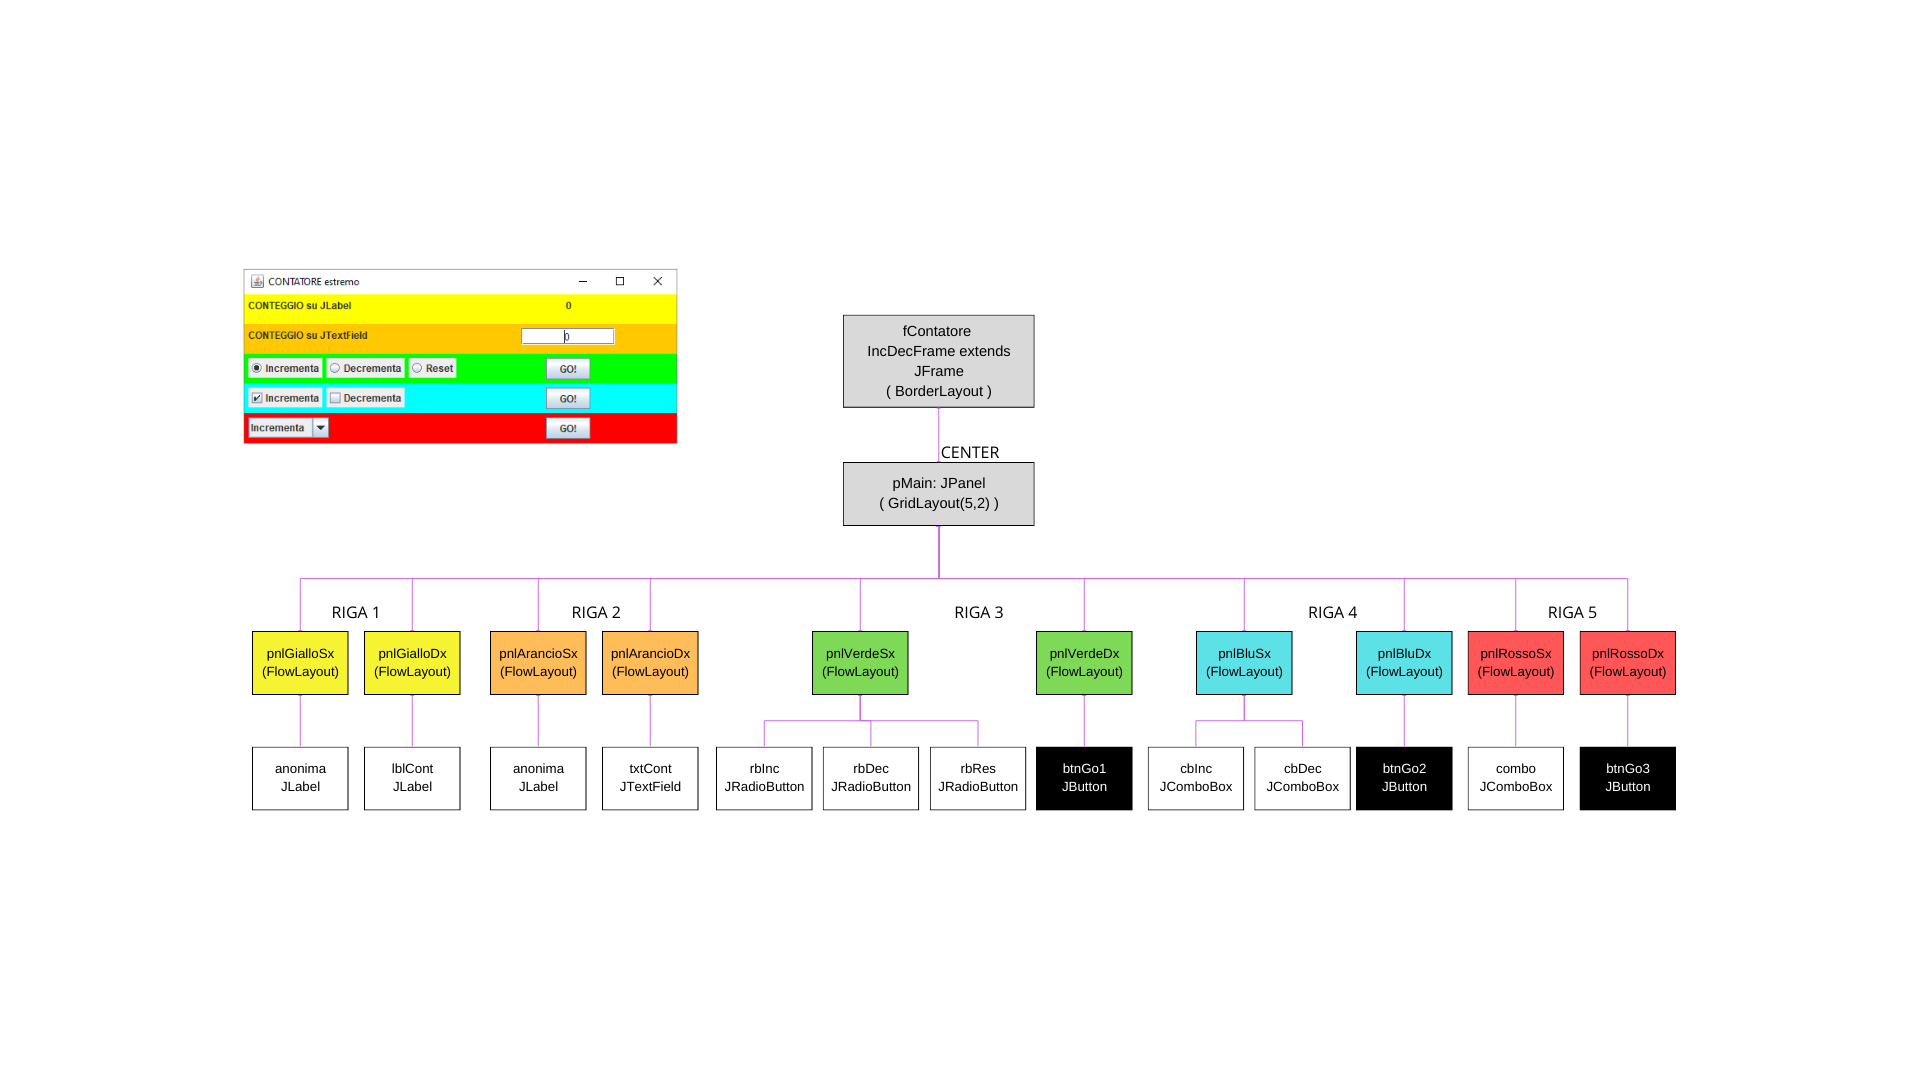 CONTATORE estremo
CONTEGGIO su JLabel 0
CONTEGGIO su JTextField 0
Incrementa Decrementa Reset GO!
Incrementa Decrementa GO!
Incrementa GO!
fContatore
IncDecFrame extends
JFrame
( BorderLayout )
CENTER
pMain: JPanel
( GridLayout(5,2) )
RIGA 1 RIGA 2 RIGA 3 RIGA 4 RIGA 5
pnlGialloSx
(FlowLayout)
pnlGialloDx
(FlowLayout)
pnlArancioSx
(FlowLayout)
pnlArancioDx
(FlowLayout)
pnlVerdeSx
(FlowLayout)
pnlVerdeDx
(FlowLayout)
pnlBluSx
(FlowLayout)
pnlBluDx
(FlowLayout)
pnlRossoSx
(FlowLayout)
pnlRossoDx
(FlowLayout)
anonima
JLabel
lblCont
JLabel
anonima
JLabel
txtCont
JTextField
rbInc
JRadioButton
rbDec
JRadioButton
rbRes
JRadioButton
btnGo1
JButton
cbInc
JComboBox
cbDec
JComboBox
btnGo2
JButton
combo
JComboBox
btnGo3
JButton